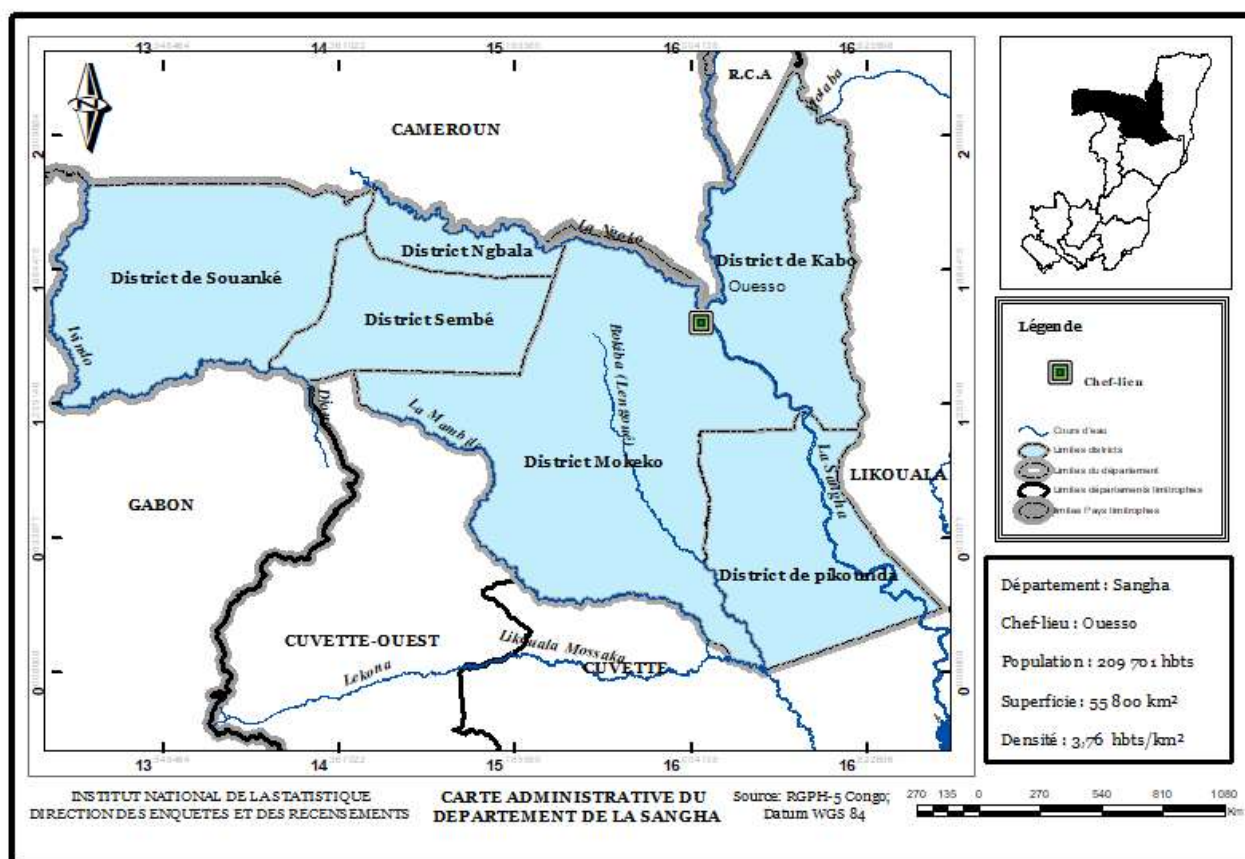 13 14 15 16 16
R.C.A
Motaba
CAMEROUN
2 2
La Ngoko
District Ngbala
District de Souanké
District de Kabo
1 1
Ouesso
District Sembé
Ivindo
Bokiba (Lengoué)
Djoua
1 1
La Mambili
District Mokeko
La Sangha
LIKOUALA
GABON
0 0
District de pikounda
CUVETTE-OUEST
Likouala Mossaka
CUVETTE
Lekona
0 0
13 14 15 16 16
Légende
Chef-lieu
Cours d'eau
Limites districts
Limites du département
Limites départements limitrophes
limites Pays limitrophes
Département : Sangha
Chef-lieu : Ouesso
Population : 209 701 hbts
Superficie : 55 800 km²
Densité : 3,76 hbts/km²
INSTITUT NATIONAL DE LA STATISTIQUE
DIRECTION DES ENQUETES ET DES RECENSEMENTS
CARTE ADMINISTRATIVE DU
DEPARTEMENT DE LA SANGHA
Source: RGPH-5 Congo;
Datum WGS 84
270 135 0 270 540 810 1080
Km